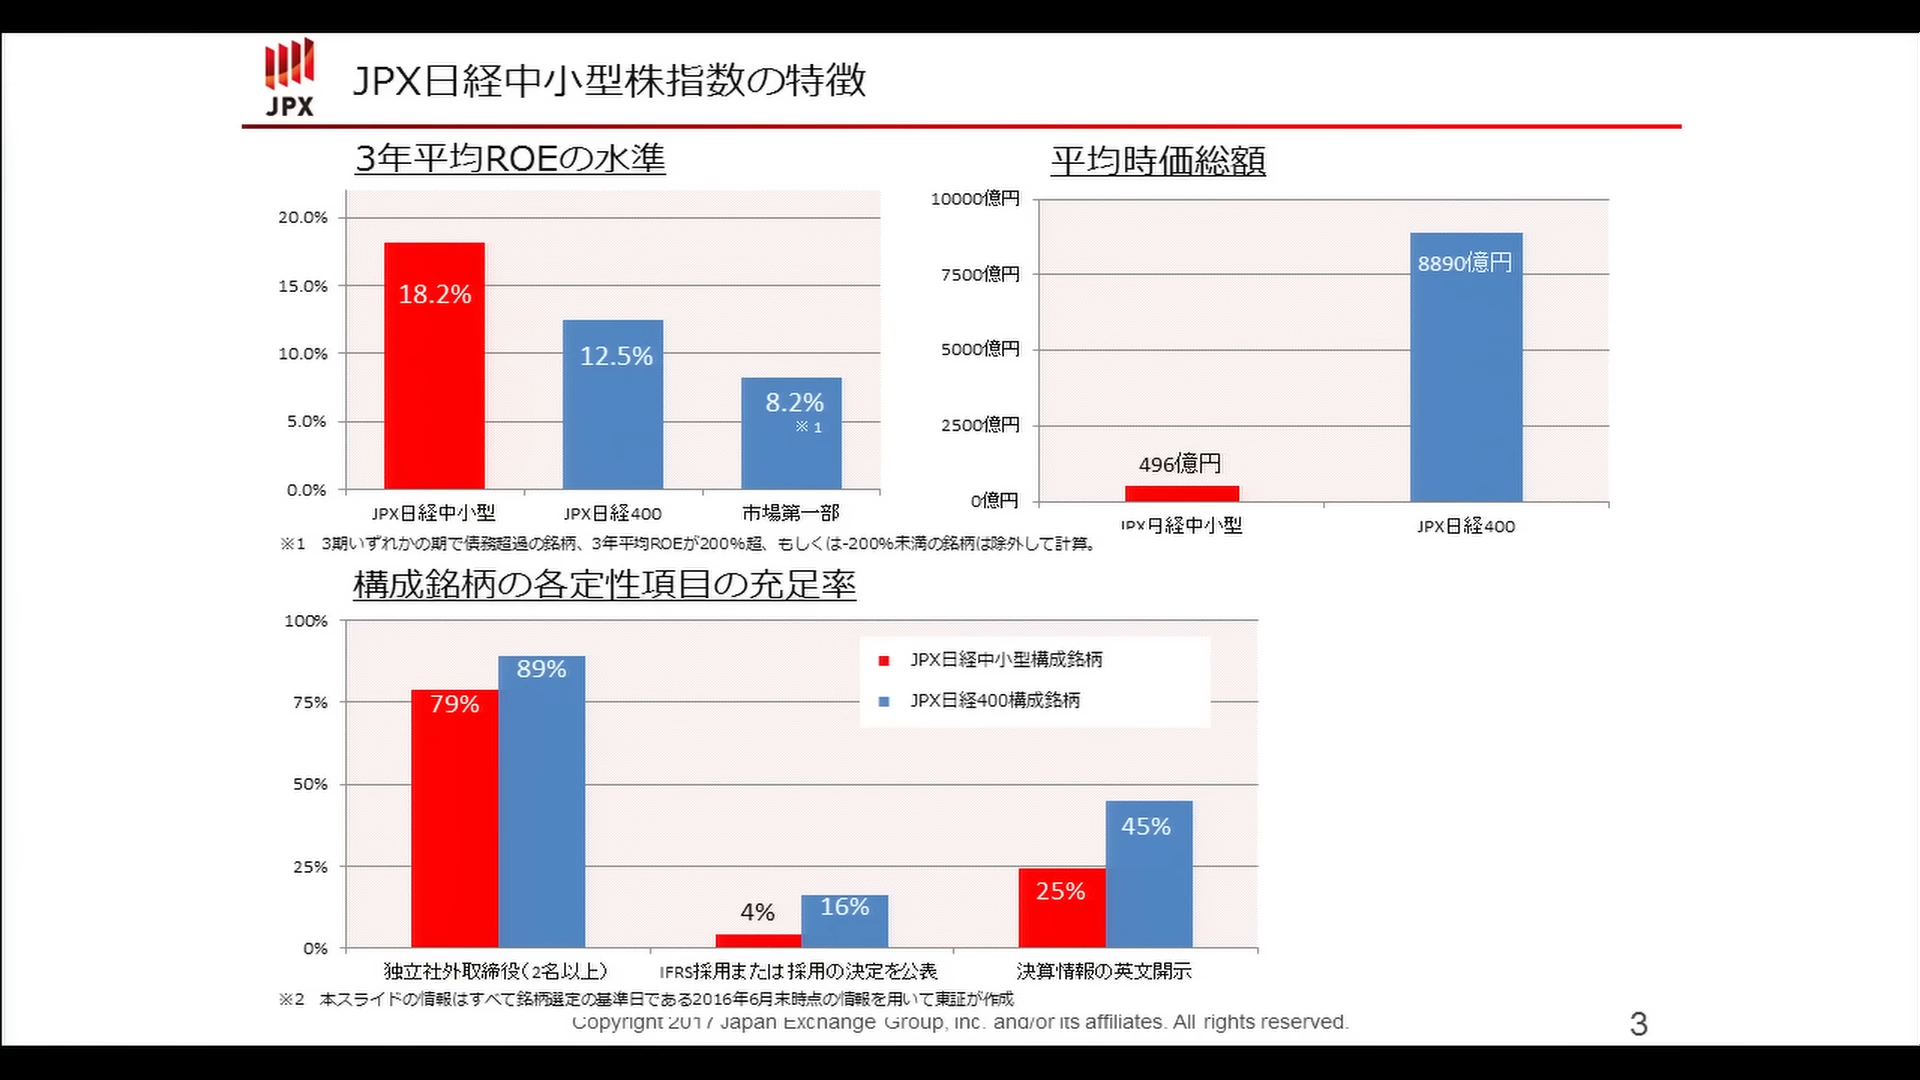 JPX
JPX日経中小型株指数の特徴
3年平均ROEの水準
20.0%
15.0%
10.0%
5.0%
0.0%
18.2%
12.5%
8.2%
※1
JPX日経中小型
JPX日経400
市場第一部
平均時価総額
10000億円
7500億円
5000億円
2500億円
0億円
496億円
8890億円
JPX日経中小型
JPX日経400
※1 3期いずれかの期で債務超過の銘柄、3年平均ROEが200%超、もしくは-200%未満の銘柄は除外して計算。
構成銘柄の各定性項目の充足率
100%
75%
50%
25%
0%
79%
89%
4%
16%
25%
45%
JPX日経中小型構成銘柄
JPX日経400構成銘柄
独立社外取締役(2名以上)
IFRS採用または採用の決定を公表
決算情報の英文開示
※2 本スライドの情報はすべて銘柄選定の基準日である2016年6月末時点の情報を用いて東証が作成
Copyright 2017 Japan Exchange Group, Inc. and/or its affiliates. All rights reserved.
3